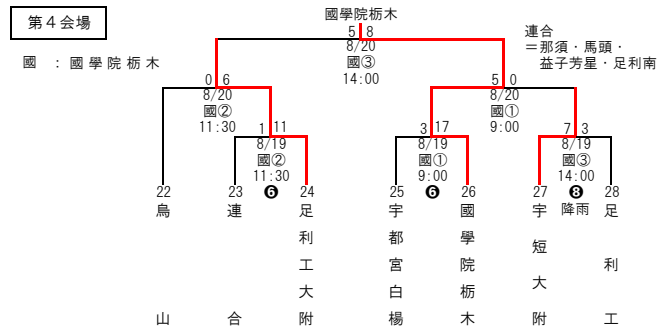 第4会場
國學院栃木
連合
＝那須・馬頭・
益子芳星・足利南
國 ：國學院栃木
5 8
8/20
國③
14:00
0 6
8/20
國②
11:30
5 0
8/20
國①
9:00
1 11
8/19
國②
11:30
❻
3 17
8/19
國①
9:00
❻
7 3
8/19
國③
14:00
❽
降雨
22
烏山
23
連合
24
足利工大附
25
宇都宮白楊
26
國學院栃木
27
宇短大附
28
足利工